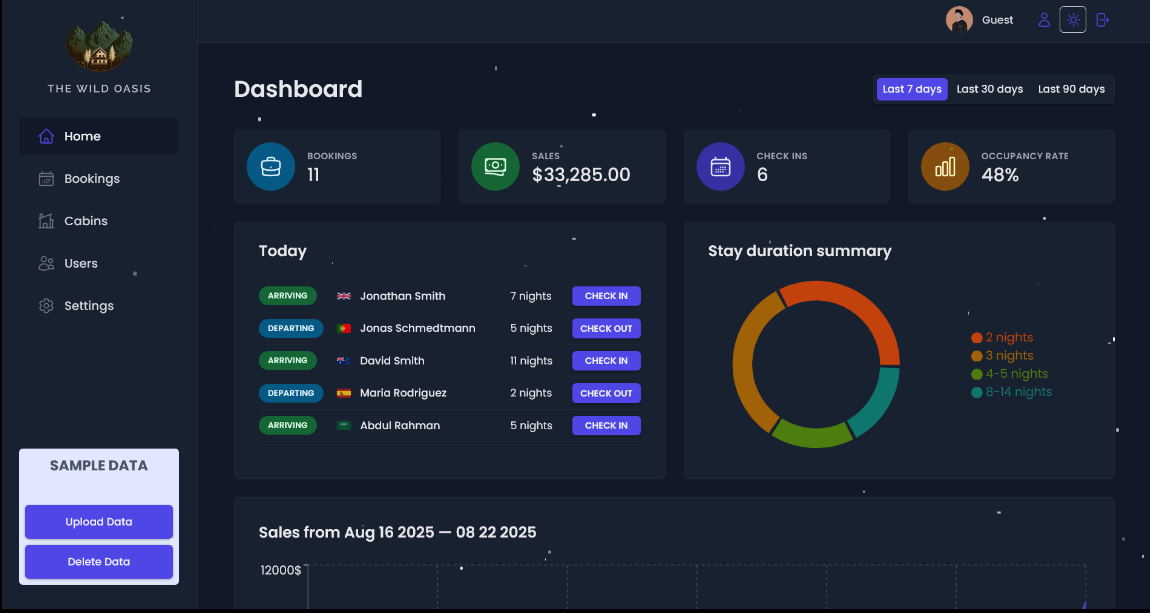 THE WILD OASIS
Home
Bookings
Cabins
Users
Settings
SAMPLE DATA
Upload Data
Delete Data
Guest
Dashboard
Last 7 days Last 30 days Last 90 days
BOOKINGS
11
SALES
$33,285.00
CHECK INS
6
OCCUPANCY RATE
48%
Today
ARRIVING Jonathan Smith 7 nights CHECK IN
DEPARTING Jonas Schmedtmann 5 nights CHECK OUT
ARRIVING David Smith 11 nights CHECK IN
DEPARTING Maria Rodriguez 2 nights CHECK OUT
ARRIVING Abdul Rahman 5 nights CHECK IN
Stay duration summary
2 nights
3 nights
4-5 nights
8-14 nights
Sales from Aug 16 2025 — 08 22 2025
12000$